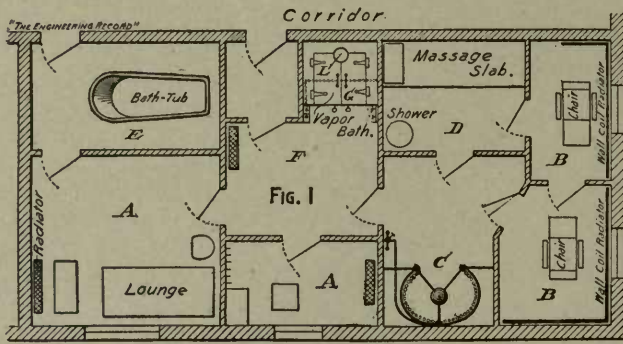 "THE ENGINEERING RECORD"
Corridor.
Bath-Tub
E
L
G
Vapor
Bath.
Massage
Slab.
Shower
D
Chair
B
Wall Coil Radiator
F
FIG. 1
A
Radiator
Lounge
A
C
Chair
B
Wall Coil Radiator